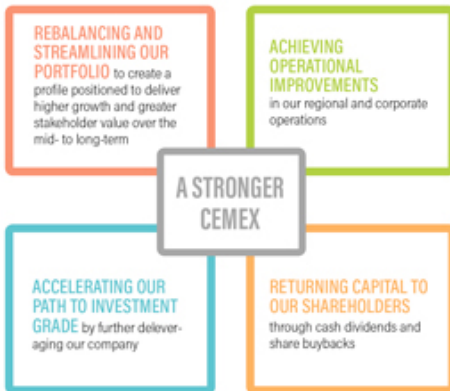 REBALANCING AND
STREAMLINING OUR
PORTFOLIO to create a
profile positioned to deliver
higher growth and greater
stakeholder value over the
mid- to long-term
ACHIEVING
OPERATIONAL
IMPROVEMENTS
in our regional and corporate
operations
A STRONGER
CEMEX
ACCELERATING OUR
PATH TO INVESTMENT
GRADE by further delever-
aging our company
RETURNING CAPITAL TO
OUR SHAREHOLDERS
through cash dividends and
share buybacks